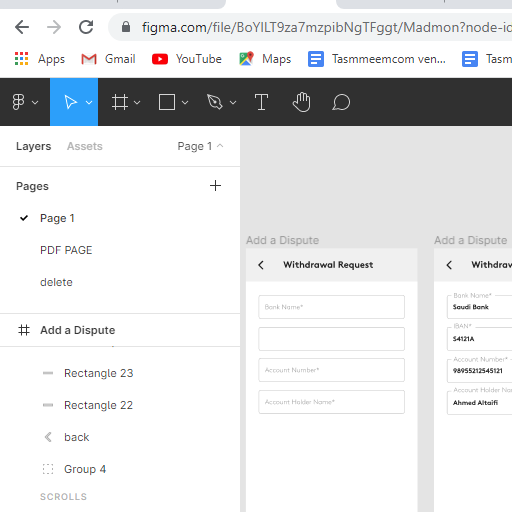 figma.com/file/BoYlLT9za7mzpibNgTFggt/Madmon?node-id
Apps
Gmail
YouTube
Maps
Tasmmeemcom ven...
Tasm
Layers
Assets
Page 1
Pages
Page 1
PDF PAGE
delete
Add a Dispute
Rectangle 23
Rectangle 22
back
Group 4
SCROLLS
Add a Dispute
Withdrawal Request
Bank Name*
Account Number*
Account Holder Name*
Add a Dispute
Withdraw
Bank Name*
Saudi Bank
IBAN*
S4121A
Account Number*
98955212545121
Account Holder Na
Ahmed Altaifi